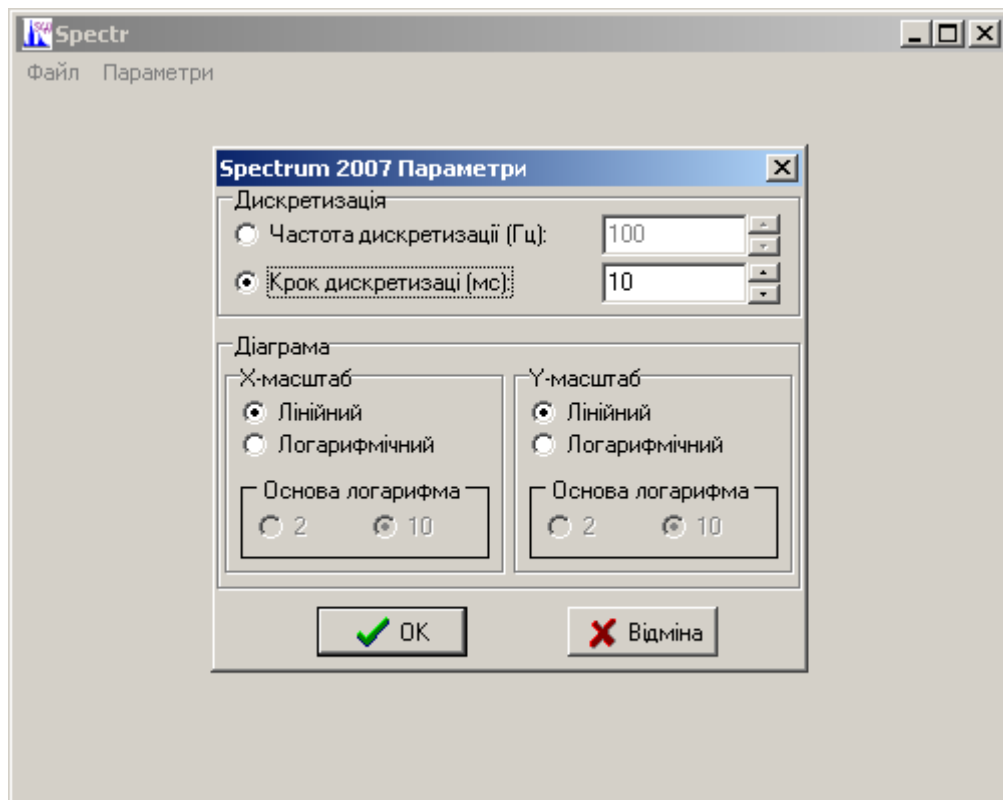 Spectr
Файл Параметри
Spectrum 2007 Параметри
Дискретизація
Частота дискретизації (Гц): 100
Крок дискретизаці (мс): 10
Діаграма
X-масштаб
Лінійний
Логарифмічний
Основа логарифма
2 10
Y-масштаб
Лінійний
Логарифмічний
Основа логарифма
2 10
OK Відміна